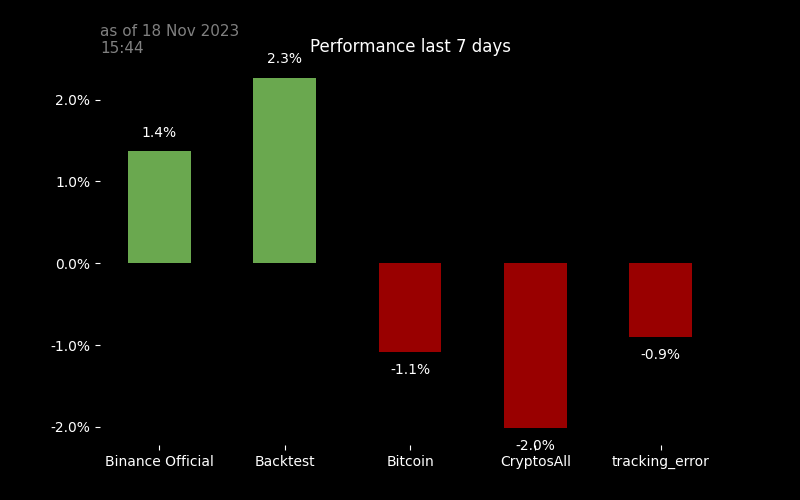 as of 18 Nov 2023
15:44
Performance last 7 days
2.3%
2.0%
1.4%
1.0%
0.0%
-1.0%
-0.9%
-1.1%
-2.0%
-2.0%
Binance Official
Backtest
Bitcoin
CryptosAll
tracking_error